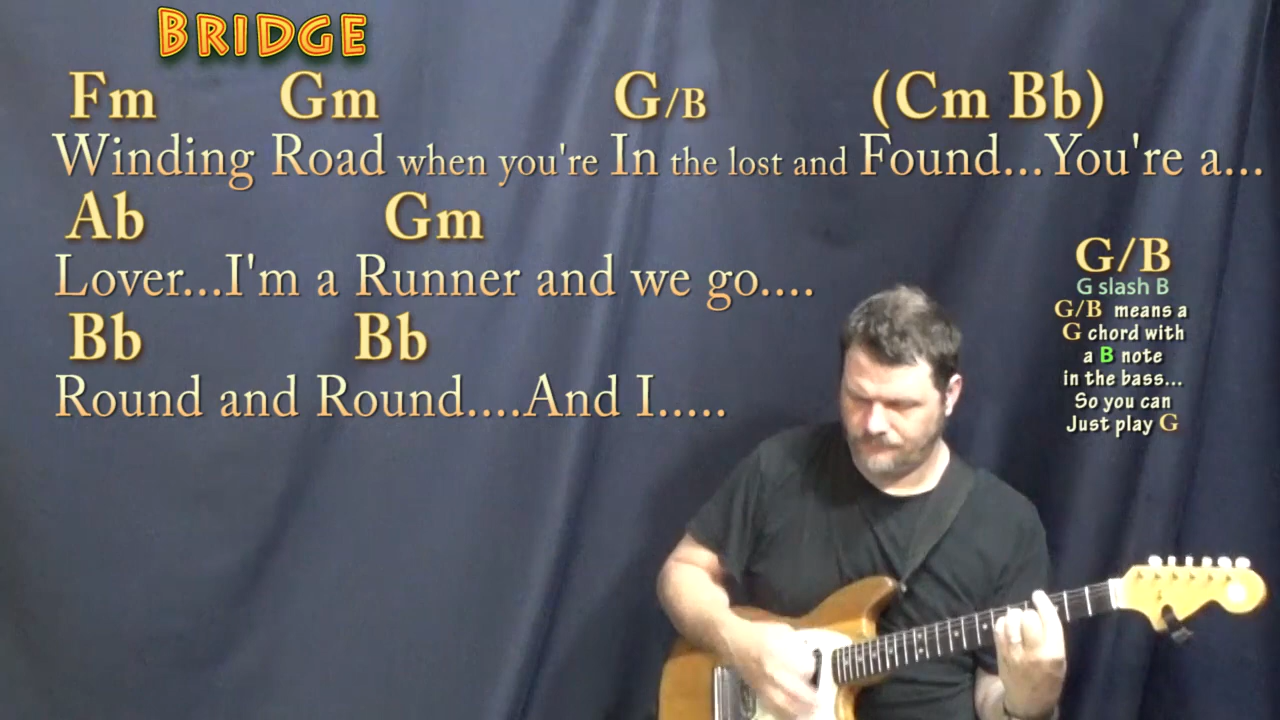 BRIDGE
Fm Gm G/B (Cm Bb)
Winding Road when you're In the lost and Found...You're a...
Ab Gm
Lover...I'm a Runner and we go....
Bb Bb
Round and Round....And I.....
G/B
G slash B
G/B means a
G chord with
a B note
in the bass...
So you can
Just play G